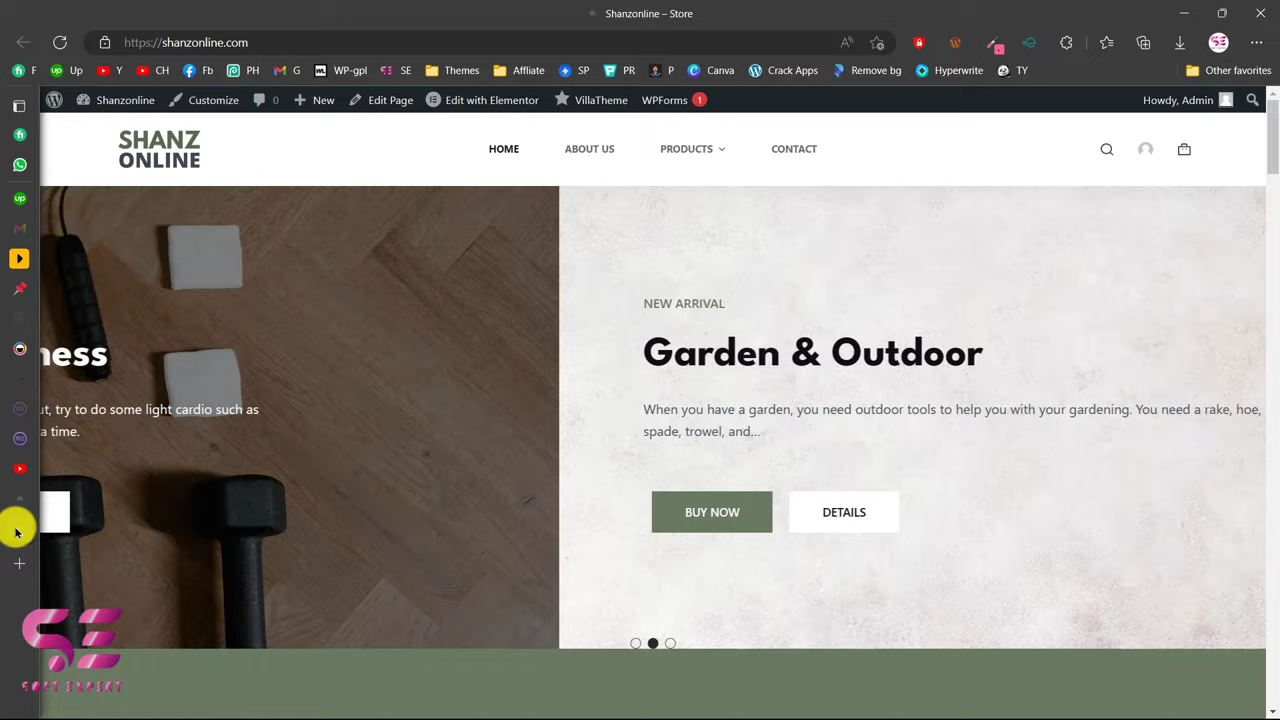 Shanzonline – Store
https://shanzonline.com
F Up Y CH Fb PH G WP-gpl SE Themes Affliate SP PR P Canva Crack Apps Remove bg Hyperwrite TY Other favorites
Shanzonline Customize 0 New Edit Page Edit with Elementor VillaTheme WPForms 1 Howdy, Admin
SHANZ
ONLINE
HOME ABOUT US PRODUCTS CONTACT
NEW ARRIVAL
ness
Garden & Outdoor
ut, try to do some light cardio such as
a time.
When you have a garden, you need outdoor tools to help you with your gardening. You need a rake, hoe,
spade, trowel, and...
BUY NOW DETAILS
SE
SOFT EXPERT